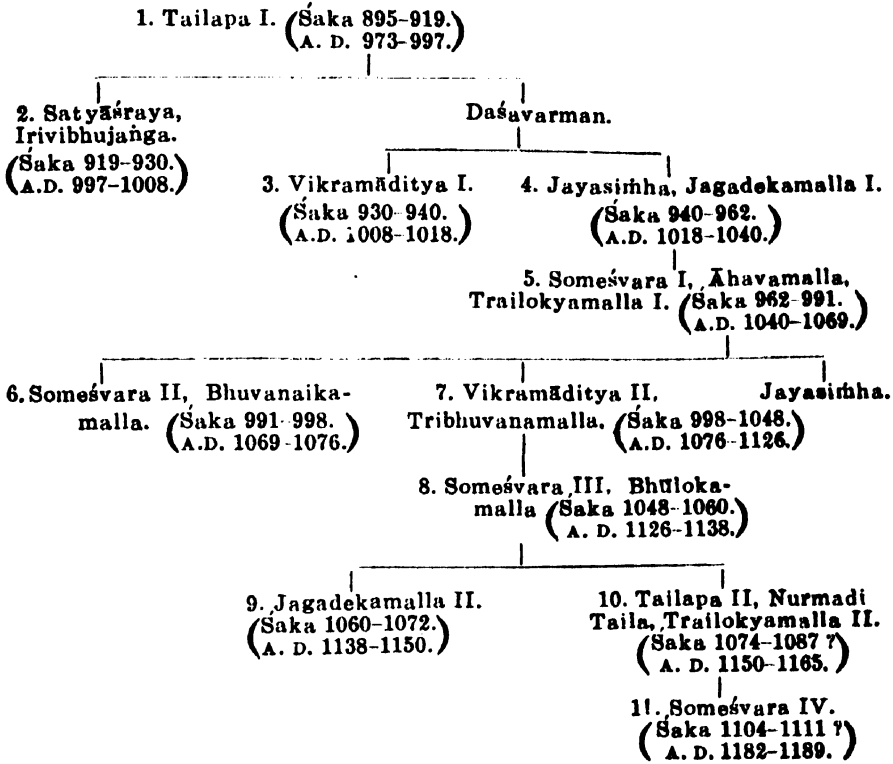 1. Tailapa I. (Śaka 895-919.
A. D. 973-997.)
2. Satyāśraya,
Irivibhujaṅga.
(Śaka 919-930.)
(A.D. 997-1008.)
Daśavarman.
3. Vikramāditya I.
(Śaka 930-940.
A.D. 1008-1018.)
4. Jayasiṁha, Jagadekamalla I.
(Śaka 940-962.
A.D. 1018-1040.)
5. Someśvara I, Āhavamalla,
Trailokyamalla I. (Śaka 962-991.
A.D. 1040-1069.)
6. Someśvara II, Bhuvanaika-
malla. (Śaka 991-998.
A.D. 1069-1076.)
7. Vikramāditya II,
Tribhuvanamalla. (Śaka 998-1048.
A.D. 1076-1126.)
Jayasiṁha.
8. Someśvara III, Bhūloka-
malla (Śaka 1048-1060.)
A. D. 1126-1138.)
9. Jagadekamalla II.
(Śaka 1060-1072.
A. D. 1138-1150.)
10. Tailapa II, Nurmadi
Taila, Trailokyamalla II.
(Śaka 1074-1087 ?
A. D. 1150-1165.)
11. Someśvara IV.
(Śaka 1104-1111 ?
A. D. 1182-1189.)